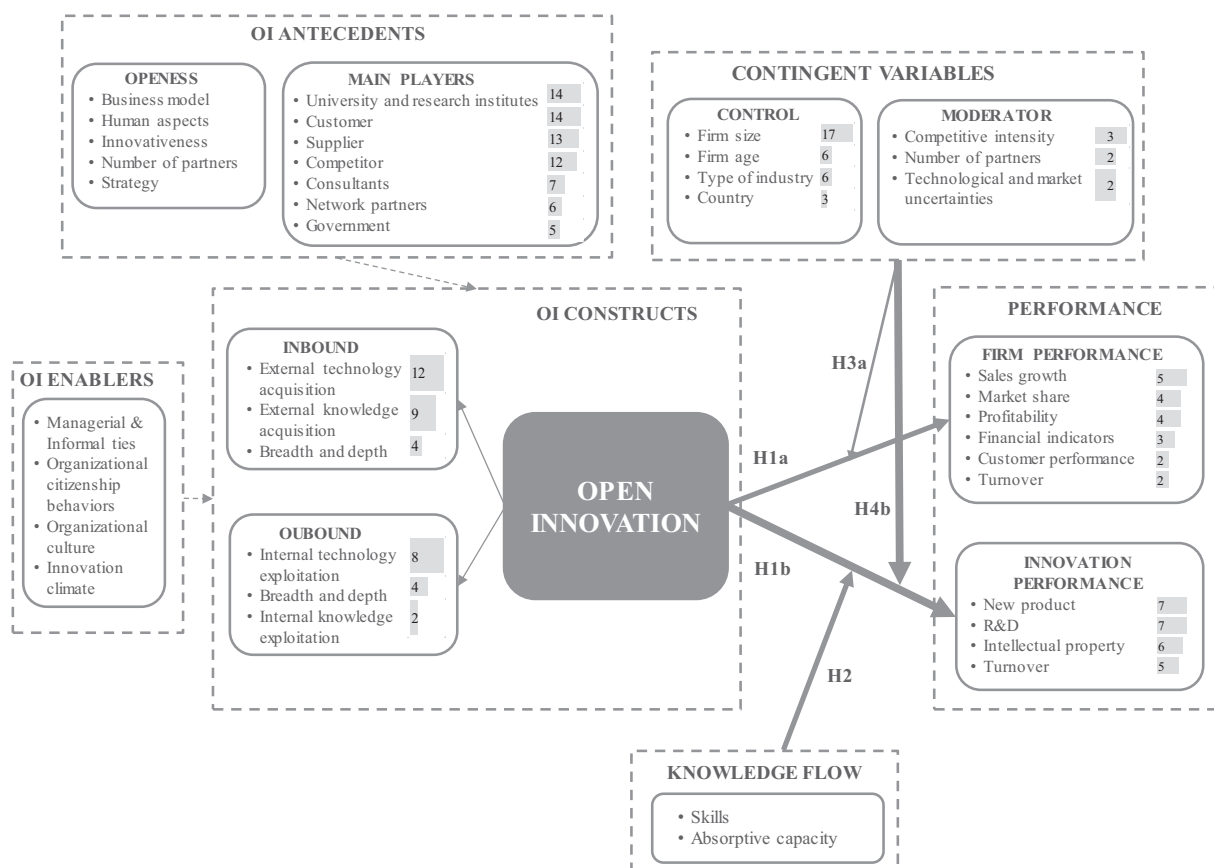 OI ANTECEDENTS
OPENESS
• Business model
• Human aspects
• Innovativeness
• Number of partners
• Strategy
MAIN PLAYERS
• University and research institutes 14
• Customer 14
• Supplier 13
• Competitor 12
• Consultants 7
• Network partners 6
• Government 5
CONTINGENT VARIABLES
CONTROL
• Firm size 17
• Firm age 6
• Type of industry 6
• Country 3
MODERATOR
• Competitive intensity 3
• Number of partners 2
• Technological and market 2
uncertainties
OI ENABLERS
• Managerial &
Informal ties
• Organizational
citizenship
behaviors
• Organizational
culture
• Innovation
climate
OI CONSTRUCTS
INBOUND
• External technology 12
acquisition
• External knowledge 9
acquisition
• Breadth and depth 4
OUBOUND
• Internal technology 8
exploitation
• Breadth and depth 4
• Internal knowledge 2
exploitation
OPEN
INNOVATION
H3a
H1a
H4b
H1b
H2
PERFORMANCE
FIRM PERFORMANCE
• Sales growth 5
• Market share 4
• Profitability 4
• Financial indicators 3
• Customer performance 2
• Turnover 2
INNOVATION
PERFORMANCE
• New product 7
• R&D 7
• Intellectual property 6
• Turnover 5
KNOWLEDGE FLOW
• Skills
• Absorptive capacity